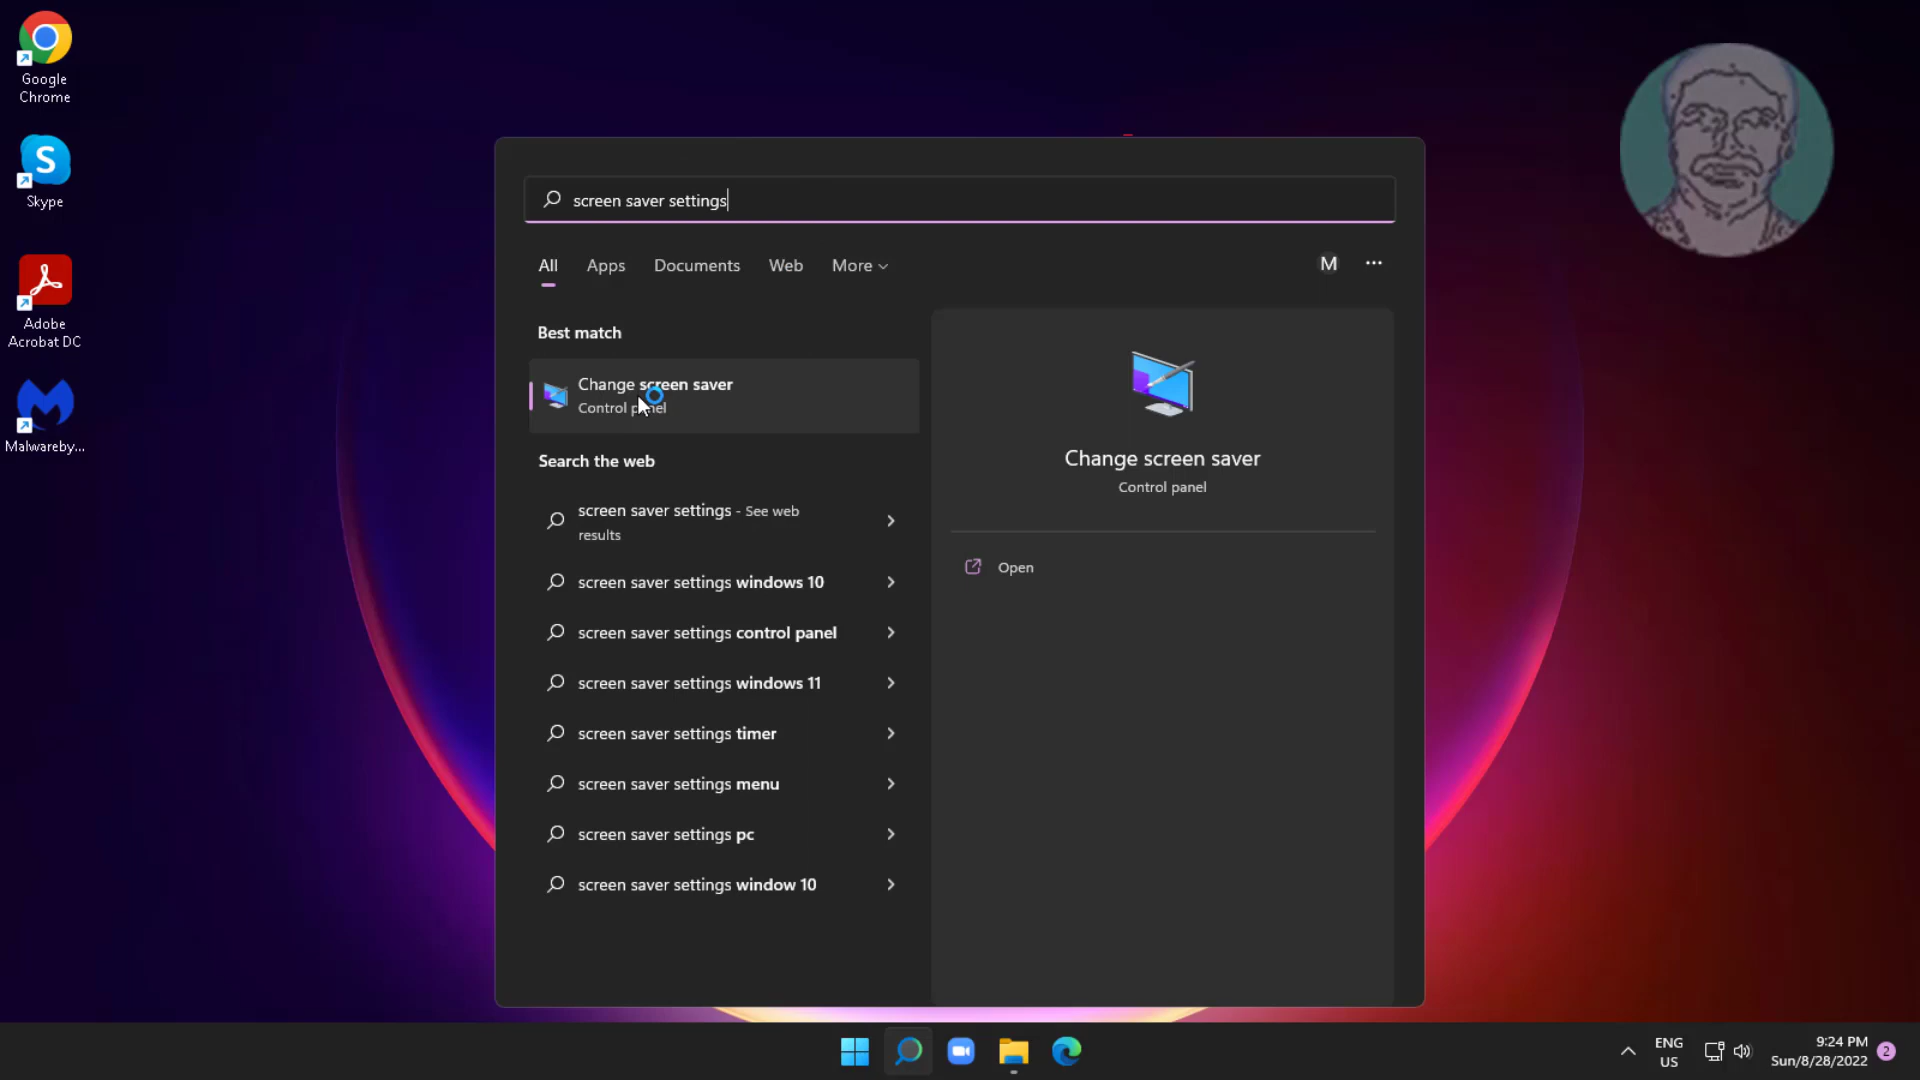 Google
Chrome
S
Skype
Adobe
Acrobat DC
Malwareby...
screen saver settings
All
Apps
Documents
Web
More
M
Best match
Change screen saver
Control panel
Search the web
screen saver settings - See web
results
screen saver settings windows 10
screen saver settings control panel
screen saver settings windows 11
screen saver settings timer
screen saver settings menu
screen saver settings pc
screen saver settings window 10
Change screen saver
Control panel
Open
ENG
US
9:24 PM
Sun/8/28/2022
2